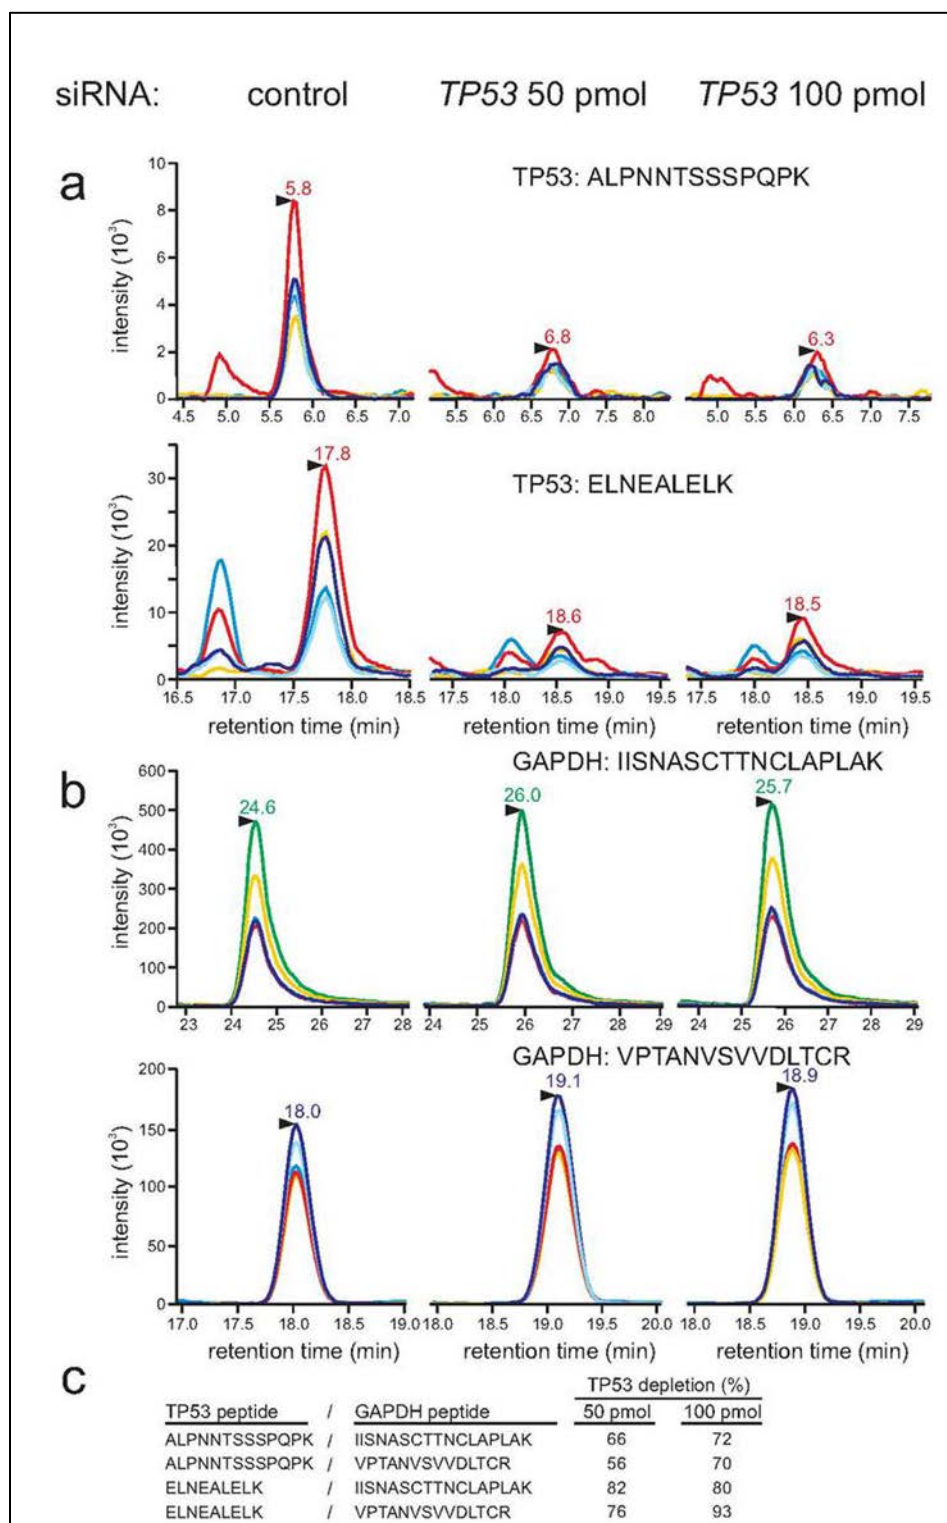 siRNA: control TP53 50 pmol TP53 100 pmol
a
TP53: ALPNNTSSSPQPK
intensity (10³)
10
8
6
4
2
0
5.8
6.8
6.3
4.5 5.0 5.5 6.0 6.5 7.0
5.5 6.0 6.5 7.0 7.5 8.0
5.0 5.5 6.0 6.5 7.0 7.5
TP53: ELNEALELK
intensity (10³)
30
20
10
0
17.8
18.6
18.5
16.5 17.0 17.5 18.0 18.5
17.5 18.0 18.5 19.0 19.5
17.5 18.0 18.5 19.0 19.5
retention time (min) retention time (min) retention time (min)
b
GAPDH: IISNASCTTNCLAPLAK
intensity (10³)
600
500
400
300
200
100
0
24.6
26.0
25.7
23 24 25 26 27 28
24 25 26 27 28 29
24 25 26 27 28 29
GAPDH: VPTANVSVVDLTCR
intensity (10³)
200
150
100
50
0
18.0
19.1
18.9
17.0 17.5 18.0 18.5 19.0
18.0 18.5 19.0 19.5 20.0
18.0 18.5 19.0 19.5 20.0
retention time (min) retention time (min) retention time (min)
c
TP53 depletion (%)
TP53 peptide / GAPDH peptide 50 pmol 100 pmol
ALPNNTSSSPQPK / IISNASCTTNCLAPLAK 66 72
ALPNNTSSSPQPK / VPTANVSVVDLTCR 56 70
ELNEALELK / IISNASCTTNCLAPLAK 82 80
ELNEALELK / VPTANVSVVDLTCR 76 93